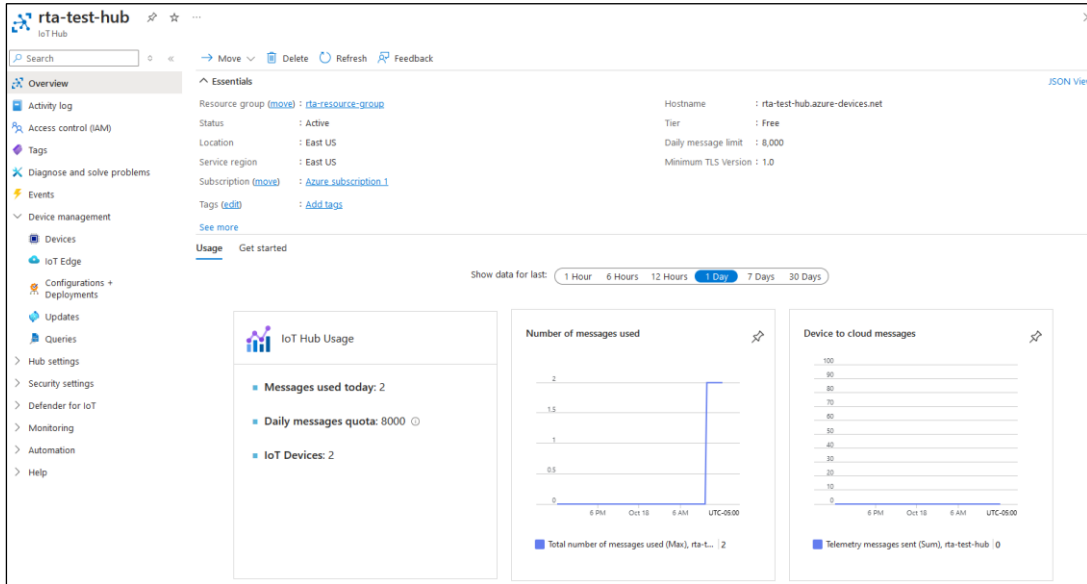 rta-test-hub
IoT Hub
Search
Move Delete Refresh Feedback
Overview
Activity log
Access control (IAM)
Tags
Diagnose and solve problems
Events
Device management
Devices
IoT Edge
Configurations +
Deployments
Updates
Queries
Hub settings
Security settings
Defender for IoT
Monitoring
Automation
Help
Essentials
JSON View
Resource group (move) : rta-resource-group
Status : Active
Location : East US
Service region : East US
Subscription (move) : Azure subscription 1
Tags (edit) : Add tags
See more
Hostname : rta-test-hub.azure-devices.net
Tier : Free
Daily message limit : 8,000
Minimum TLS Version : 1.0
Usage Get started
Show data for last: 1 Hour 6 Hours 12 Hours 1 Day 7 Days 30 Days
IoT Hub Usage
Messages used today: 2
Daily messages quota: 8000
IoT Devices: 2
Number of messages used
2
1.5
1
0.5
0
6 PM Oct 18 6 AM UTC-05:00
Total number of messages used (Max), rta-t... 2
Device to cloud messages
100
90
80
70
60
50
40
30
20
10
0
6 PM Oct 18 6 AM UTC-05:00
Telemetry messages sent (Sum), rta-test-hub 0